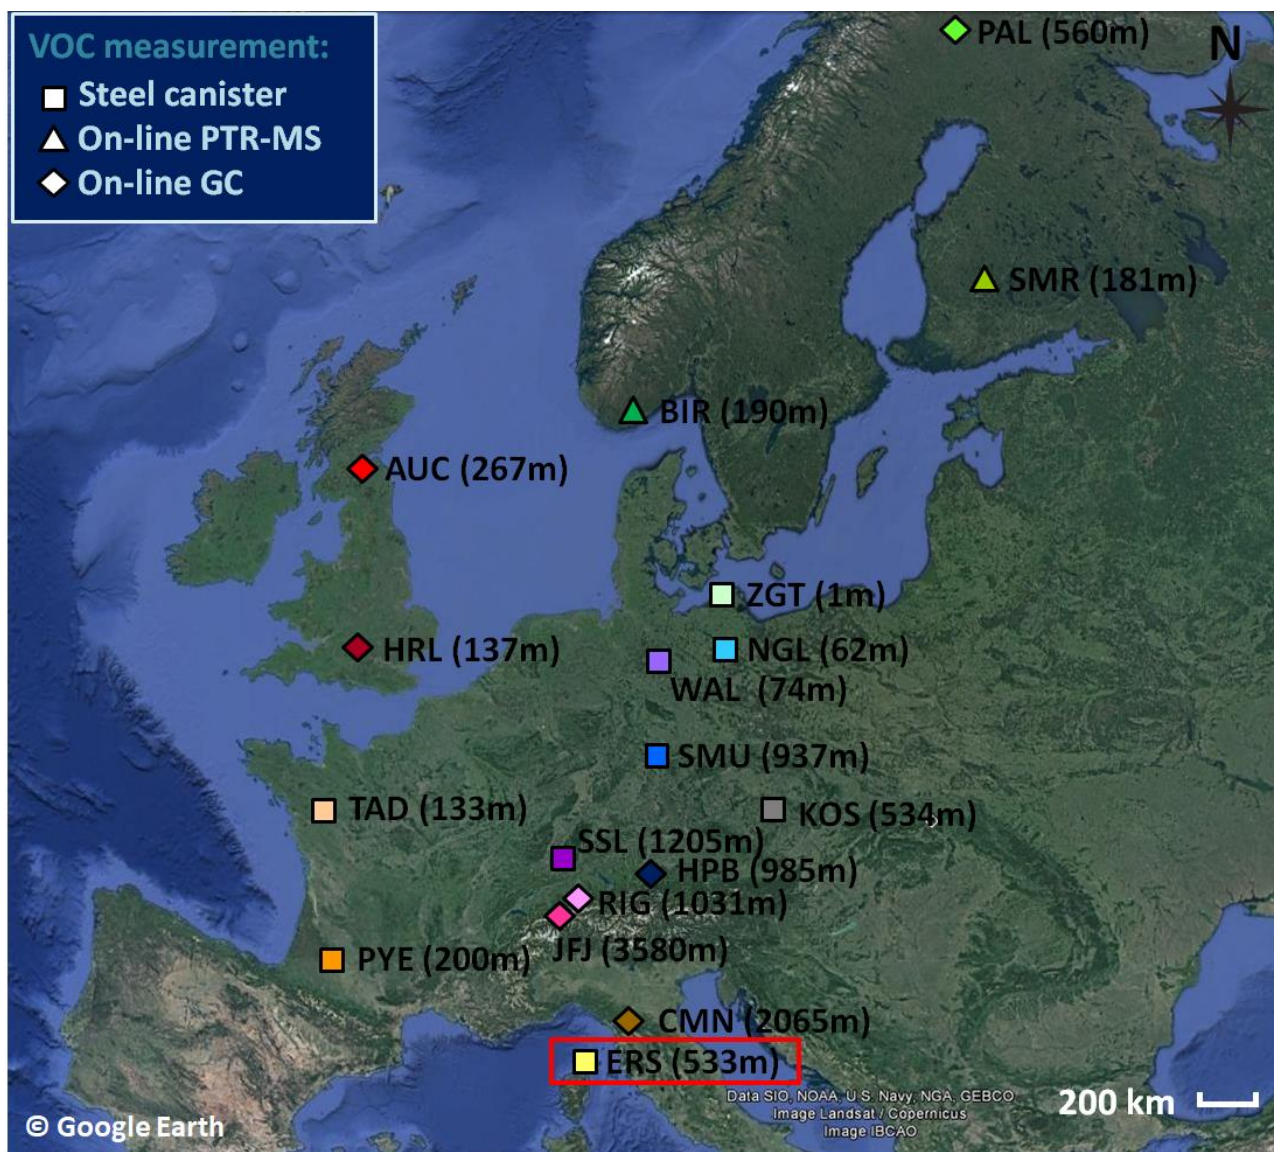 VOC measurement:
Steel canister
On-line PTR-MS
On-line GC
PAL (560m)
N
SMR (181m)
BIR (190m)
AUC (267m)
ZGT (1m)
HRL (137m)
NGL (62m)
WAL (74m)
SMU (937m)
TAD (133m)
KOS (534m)
SSL (1205m)
HPB (985m)
RIG (1031m)
JFJ (3580m)
PYE (200m)
CMN (2065m)
ERS (533m)
Data SIO, NOAA, U.S. Navy, NGA, GEBCO
Image Landsat / Copernicus
Image IBCAO
200 km
© Google Earth